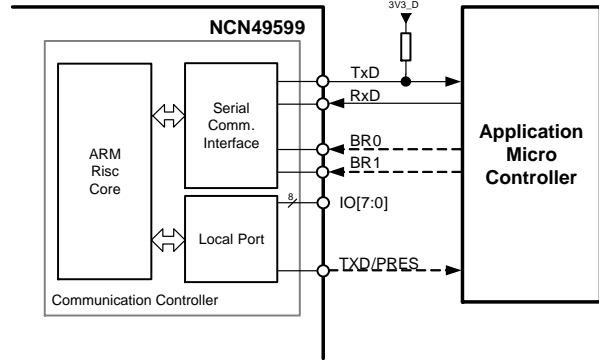 3V3_D
NCN49599
TxD
RxD
Serial
Comm.
Interface
BR0
BR1
ARM
Risc
Core
Application
Micro
Controller
8
IO[7:0]
Local Port
TXD/PRES
Communication Controller